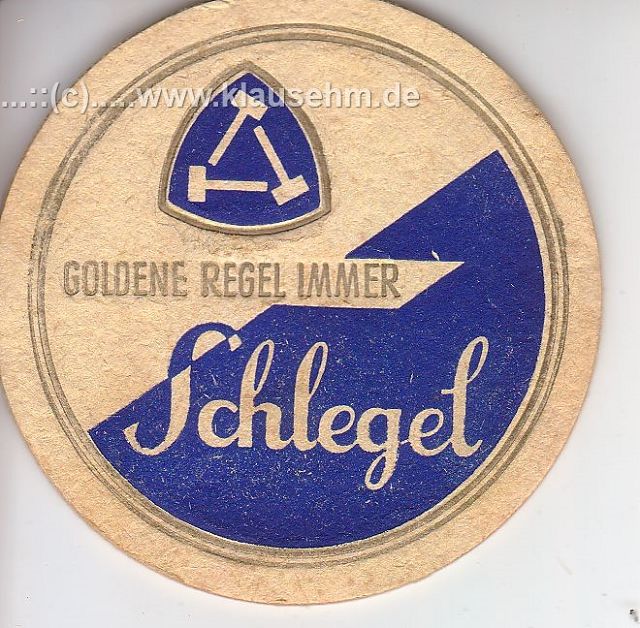 ...::(c)..:..www.klausehm.de
GOLDENE REGEL IMMER
Schlegel